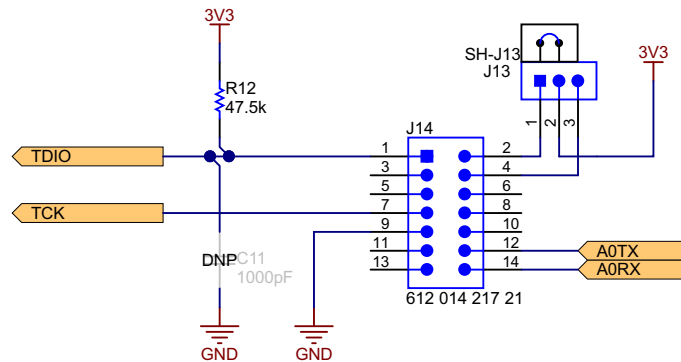 3V3
SH-J13
J13
3V3
R12
47.5k
1
2
3
J14
TDIO
1
2
3
4
5
6
TCK
7
8
9
10
11
12
A0TX
13
14
A0RX
DNP
C11
1000pF
612 014 217 21
GND
GND